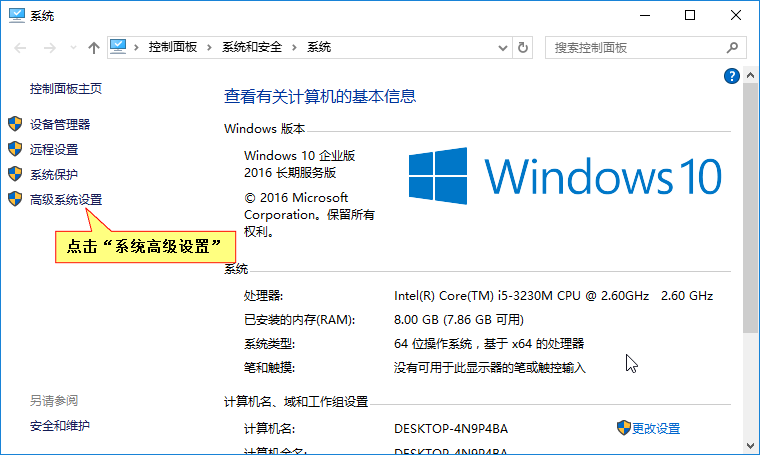 系统
控制面板 系统和安全 系统
搜索控制面板
控制面板主页
设备管理器
远程设置
系统保护
高级系统设置
点击“系统高级设置”
另请参阅
安全和维护
?
查看有关计算机的基本信息
Windows 版本
Windows 10 企业版
2016 长期服务版
© 2016 Microsoft
Corporation。保留所有
权利。
Windows 10
系统
处理器: Intel(R) Core(TM) i5-3230M CPU @ 2.60GHz 2.60 GHz
已安装的内存(RAM): 8.00 GB (7.86 GB 可用)
系统类型: 64 位操作系统，基于 x64 的处理器
笔和触摸: 没有可用于此显示器的笔或触控输入
计算机名、域和工作组设置
计算机名: DESKTOP-4N9P4BA 更改设置
计算机全名: DESKTOP-4N9P4BA